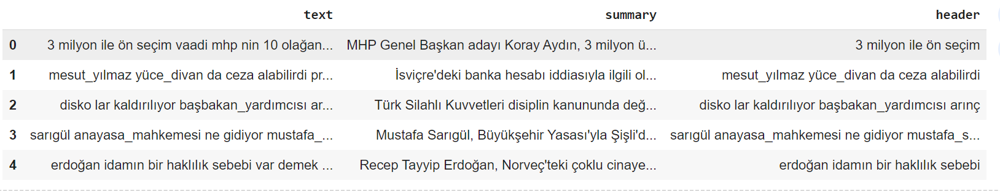 text summary header
0 3 milyon ile ön seçim vaadi mhp nin 10 olağan... MHP Genel Başkan adayı Koray Aydın, 3 milyon ü... 3 milyon ile ön seçim
1 mesut_yılmaz yüce_divan da ceza alabilirdi pr... İsviçre'deki banka hesabı iddiasıyla ilgili ol... mesut_yılmaz yüce_divan da ceza alabilirdi
2 disko lar kaldırılıyor başbakan_yardımcısı ar... Türk Silahlı Kuvvetleri disiplin kanununda değ... disko lar kaldırılıyor başbakan_yardımcısı arınç
3 sarıgül anayasa_mahkemesi ne gidiyor mustafa_... Mustafa Sarıgül, Büyükşehir Yasası'yla Şişli'd... sarıgül anayasa_mahkemesi ne gidiyor mustafa_s...
4 erdoğan idamın bir haklılık sebebi var demek ... Recep Tayyip Erdoğan, Norveç'teki çoklu cinaye... erdoğan idamın bir haklılık sebebi